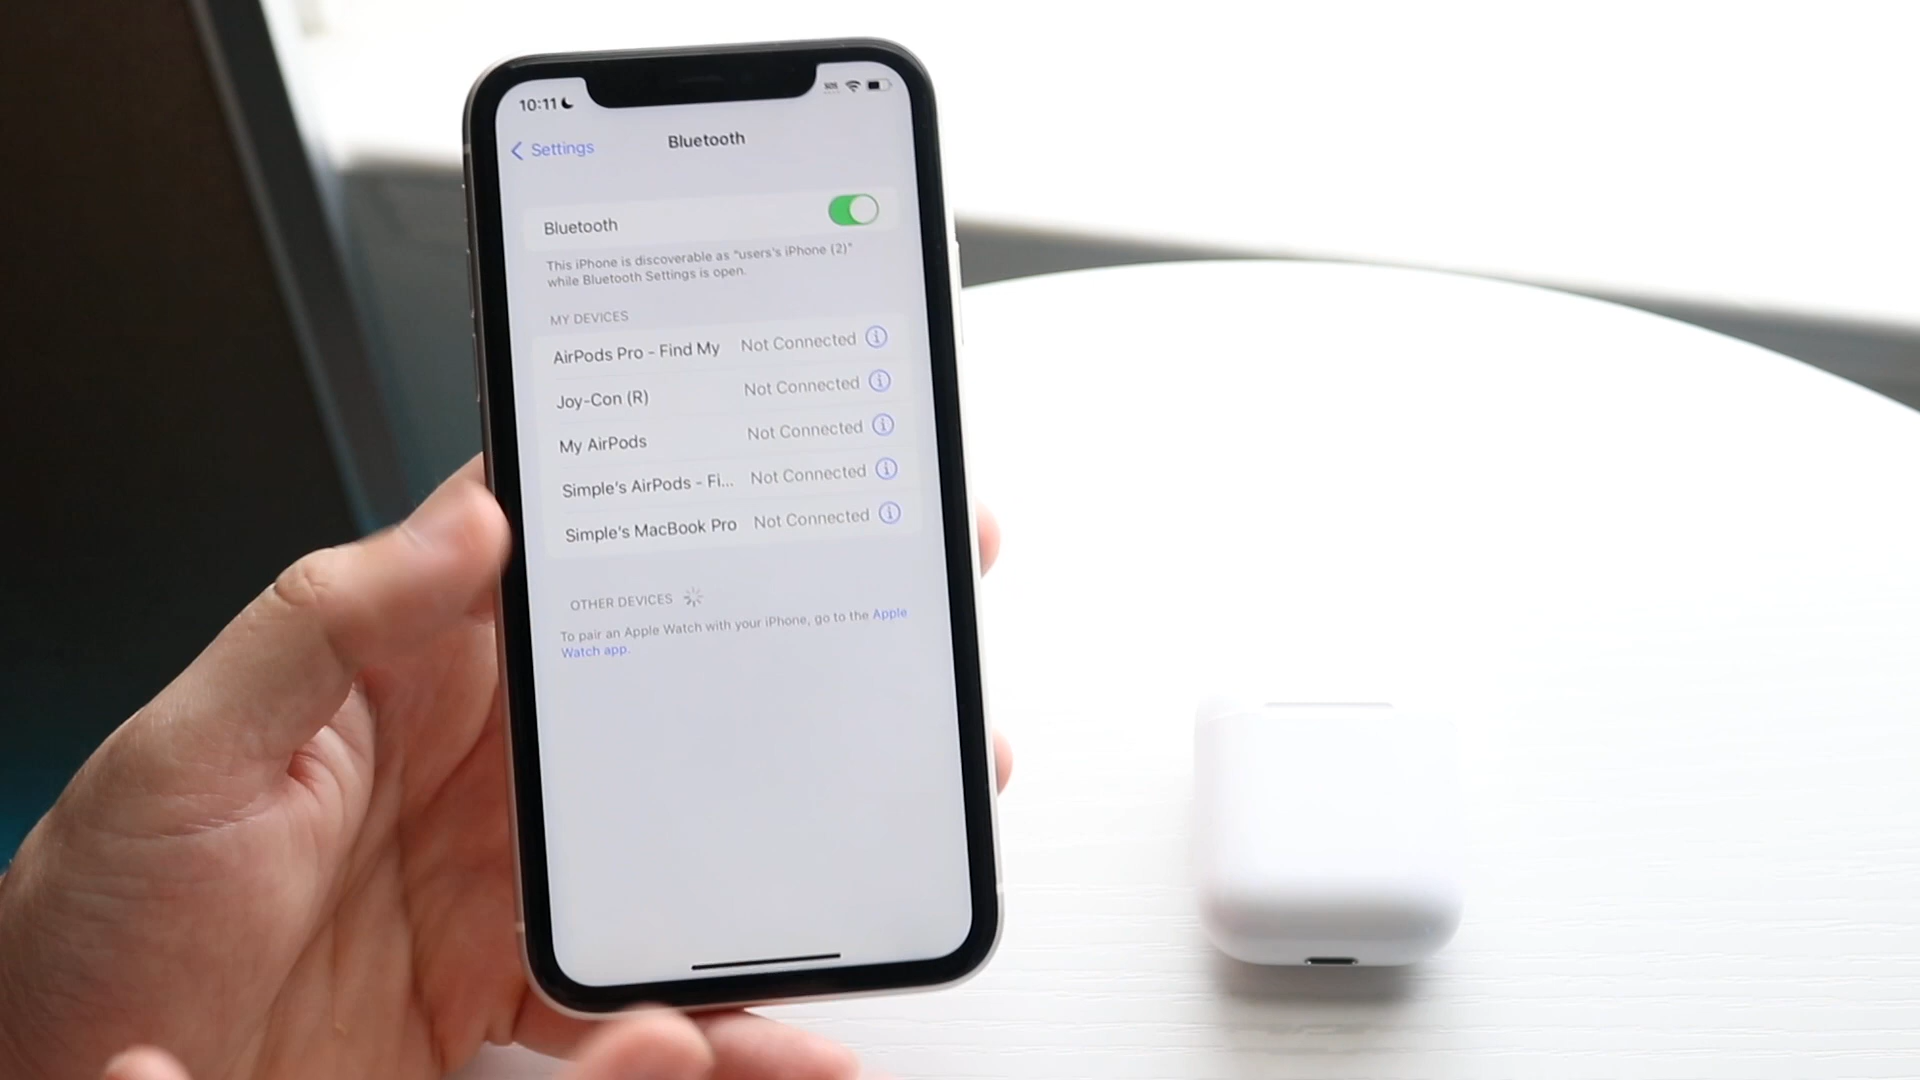 10:11
SOS
Settings
Bluetooth
Bluetooth
This iPhone is discoverable as "users's iPhone (2)"
while Bluetooth Settings is open.
MY DEVICES
AirPods Pro - Find My Not Connected
Joy-Con (R) Not Connected
My AirPods Not Connected
Simple's AirPods - Fi... Not Connected
Simple's MacBook Pro Not Connected
OTHER DEVICES
To pair an Apple Watch with your iPhone, go to the Apple
Watch app.